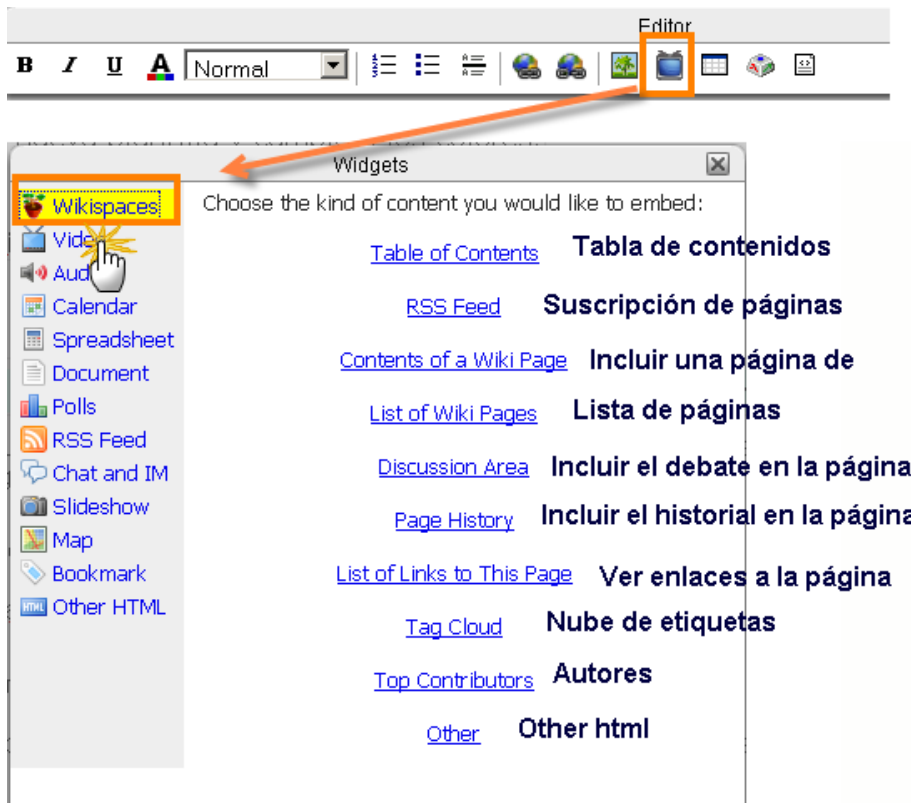 Editor
B I U A Normal
Widgets
Choose the kind of content you would like to embed:
Wikispaces
Video
Audio
Calendar
Spreadsheet
Document
Polls
RSS Feed
Chat and IM
Slideshow
Map
Bookmark
Other HTML
Table of Contents Tabla de contenidos
RSS Feed Suscripción de páginas
Contents of a Wiki Page Incluir una página de
List of Wiki Pages Lista de páginas
Discussion Area Incluir el debate en la página
Page History Incluir el historial en la página
List of Links to This Page Ver enlaces a la página
Tag Cloud Nube de etiquetas
Top Contributors Autores
Other Other html